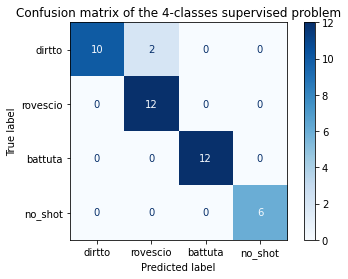 Confusion matrix of the 4-classes supervised problem
dirtto 10 2 0 0
rovescio 0 12 0 0
battuta 0 0 12 0
no_shot 0 0 0 6
dirtto rovescio battuta no_shot
True label
Predicted label
12
10
8
6
4
2
0